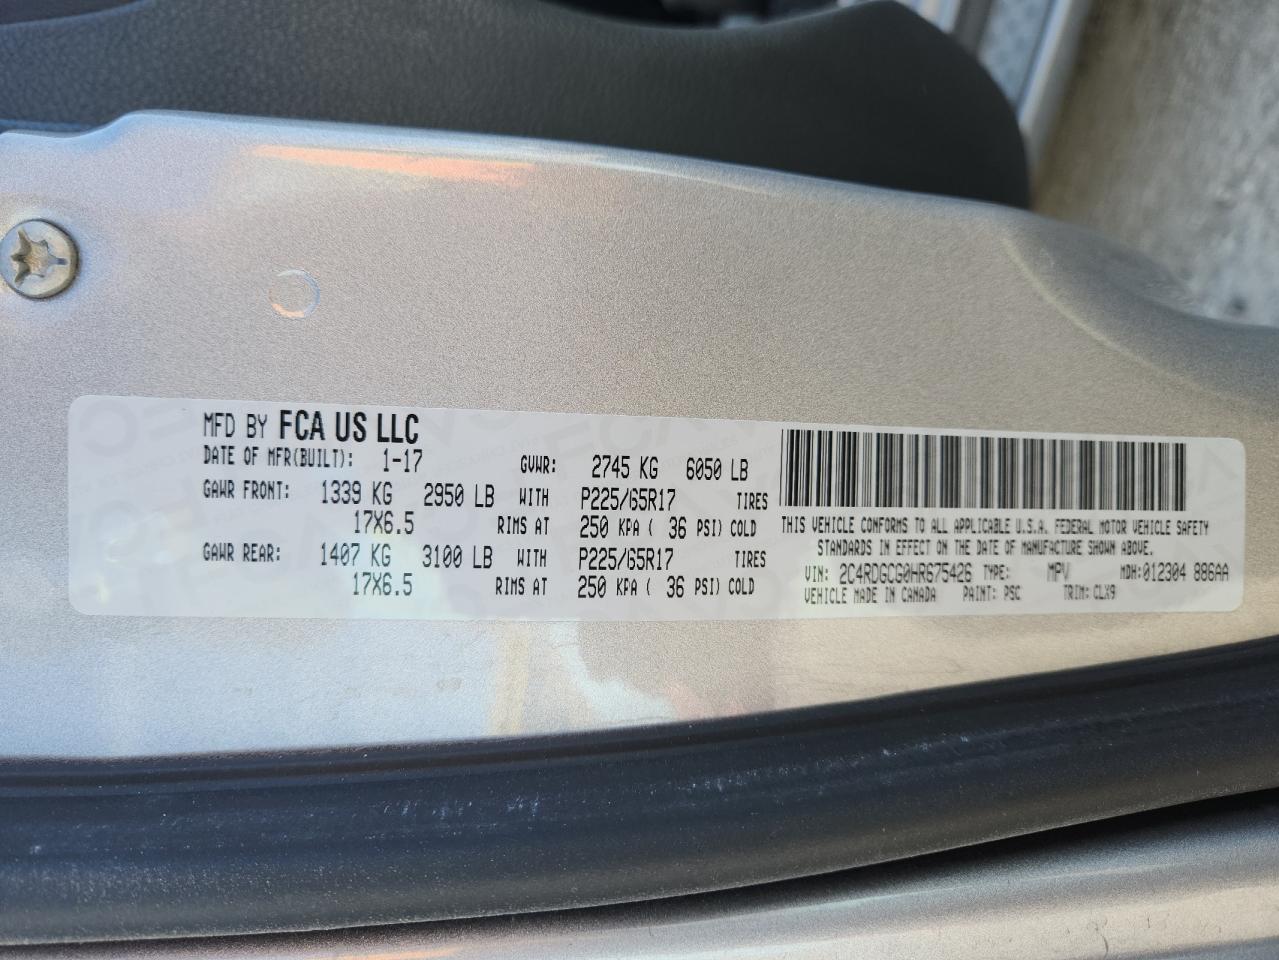 MFD BY FCA US LLC
DATE OF MFR(BUILT): 1-17 GVWR: 2745 KG 6050 LB
GAWR FRONT: 1339 KG 2950 LB WITH P225/65R17 TIRES
17X6.5 RIMS AT 250 KPA ( 36 PSI) COLD
GAWR REAR: 1407 KG 3100 LB WITH P225/65R17 TIRES
17X6.5 RIMS AT 250 KPA ( 36 PSI) COLD
THIS VEHICLE CONFORMS TO ALL APPLICABLE U.S.A. FEDERAL MOTOR VEHICLE SAFETY
STANDARDS IN EFFECT ON THE DATE OF MANUFACTURE SHOWN ABOVE.
VIN: 2C4RDGCG0HR675426 TYPE: MPV MDH:012304 886AA
VEHICLE MADE IN CANADA PAINT: PSC TRIM: CLX9